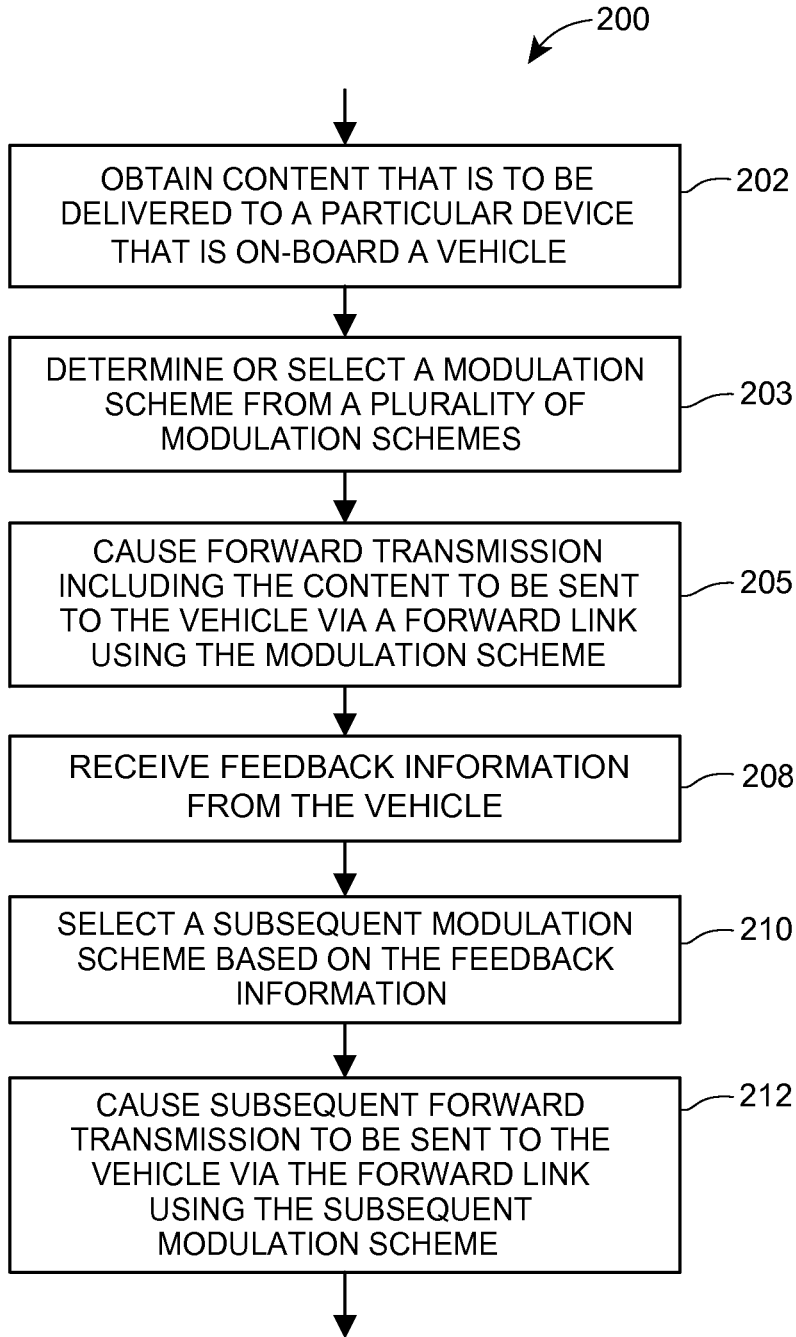 200
OBTAIN CONTENT THAT IS TO BE
DELIVERED TO A PARTICULAR DEVICE
THAT IS ON-BOARD A VEHICLE
202
DETERMINE OR SELECT A MODULATION
SCHEME FROM A PLURALITY OF
MODULATION SCHEMES
203
CAUSE FORWARD TRANSMISSION
INCLUDING THE CONTENT TO BE SENT
TO THE VEHICLE VIA A FORWARD LINK
USING THE MODULATION SCHEME
205
RECEIVE FEEDBACK INFORMATION
FROM THE VEHICLE
208
SELECT A SUBSEQUENT MODULATION
SCHEME BASED ON THE FEEDBACK
INFORMATION
210
CAUSE SUBSEQUENT FORWARD
TRANSMISSION TO BE SENT TO THE
VEHICLE VIA THE FORWARD LINK
USING THE SUBSEQUENT
MODULATION SCHEME
212